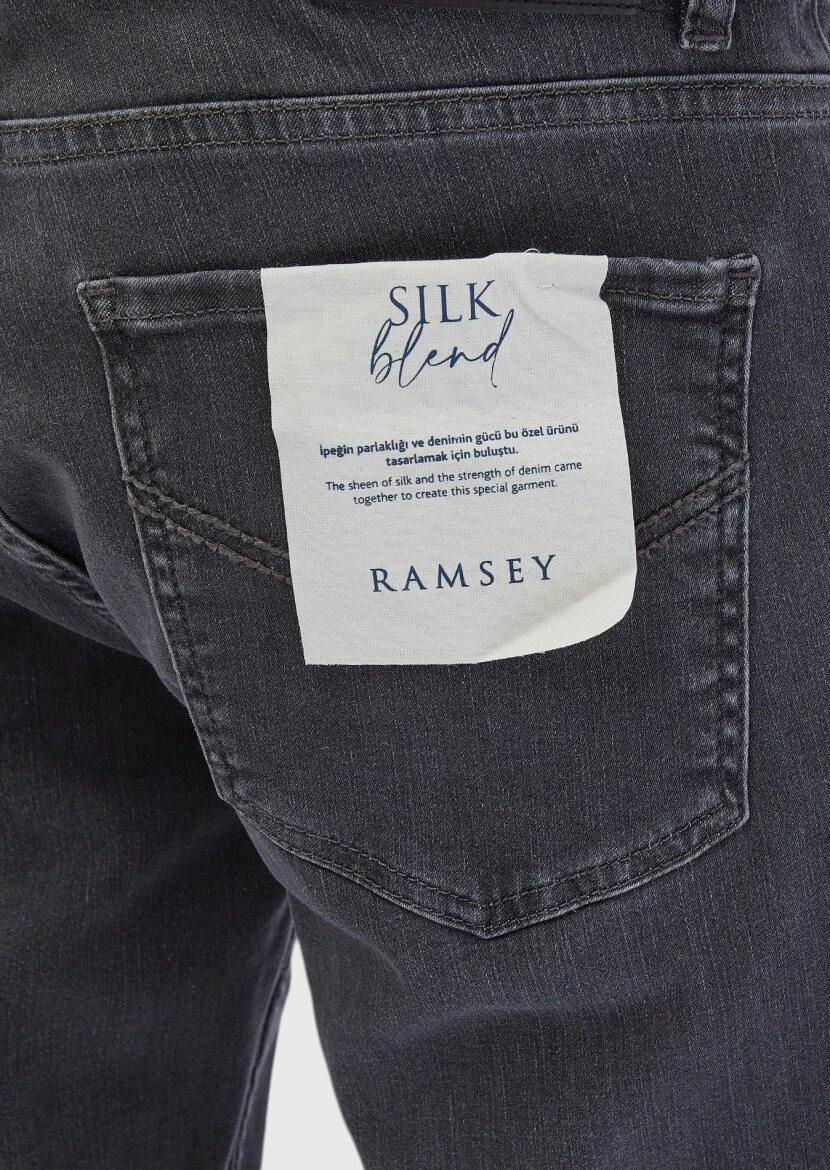 SILK
blend
İpeğin parlaklığı ve denimin gücü bu özel ürünü
tasarlamak için buluştu.
The sheen of silk and the strength of denim came
together to create this special garment.
RAMSEY